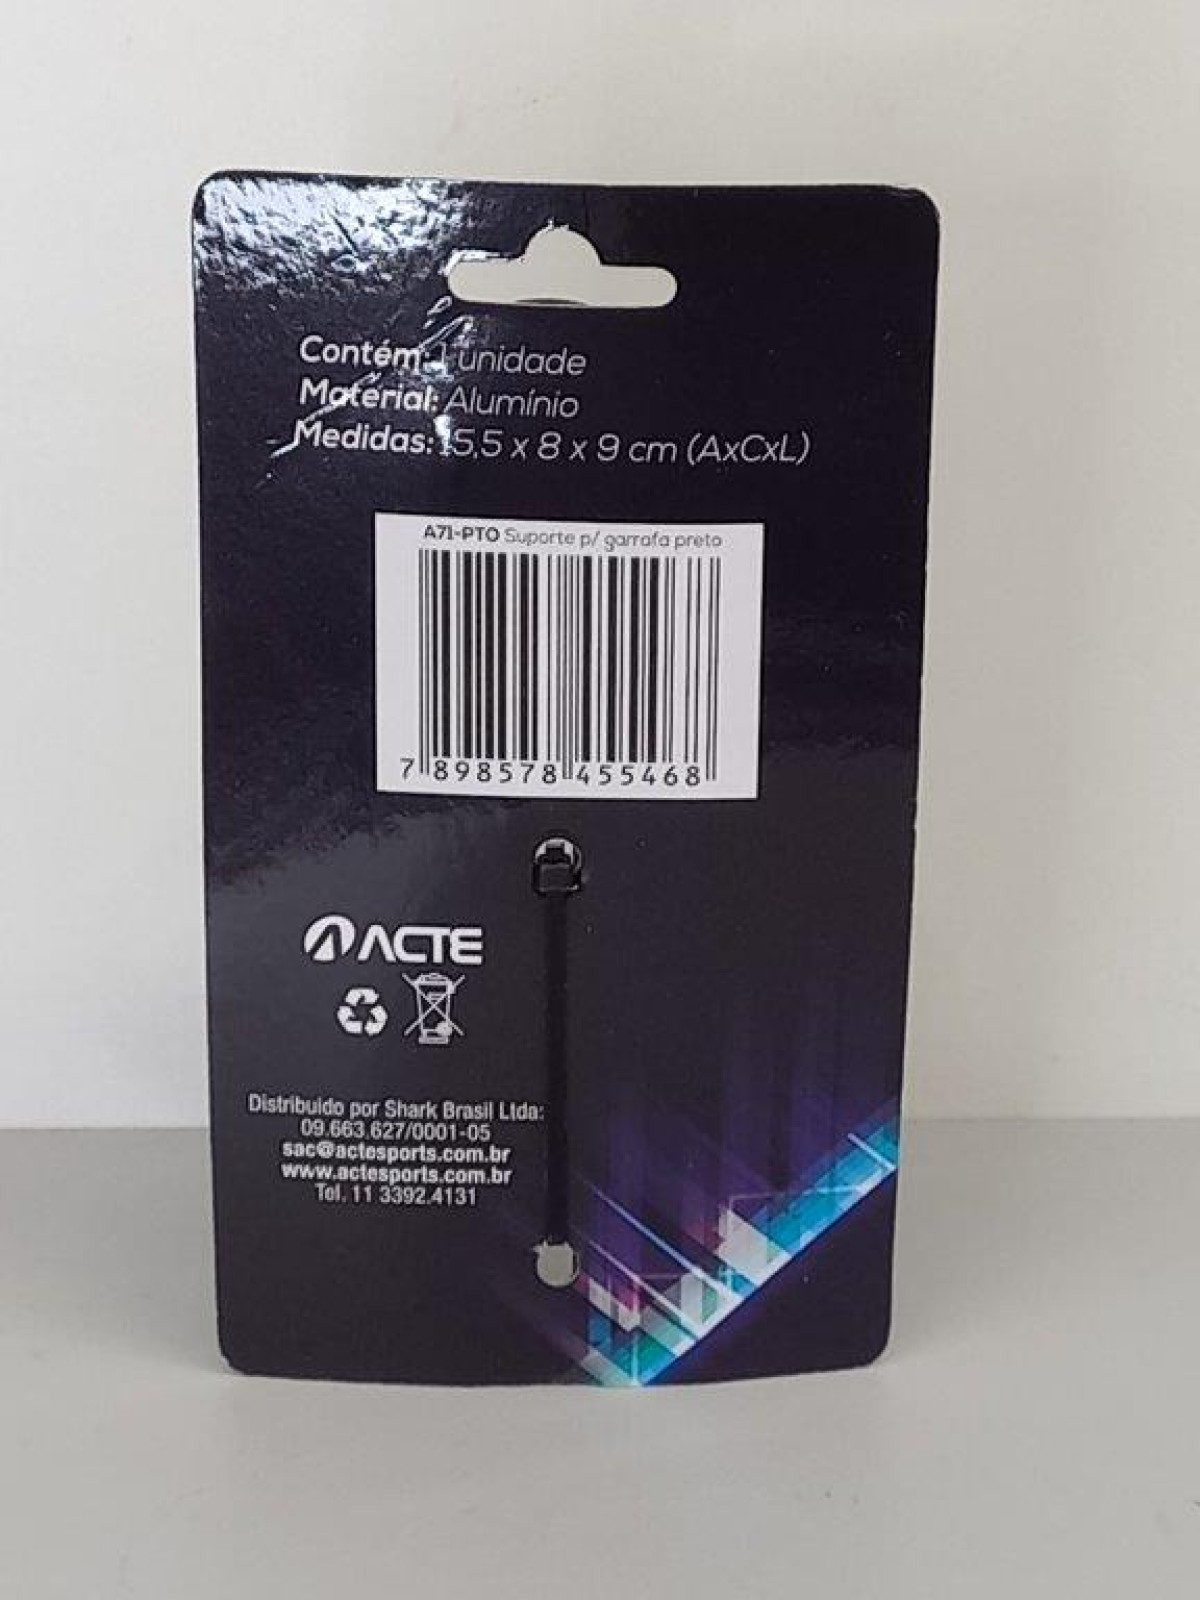 Contém: 1 unidade
Material: Alumínio
Medidas: 15,5 x 8 x 9 cm (AxCxL)
A71-PTO Suporte p/ garrafa preto
7 898578 455468
ACTE
Distribuido por Shark Brasil Ltda:
09.663.627/0001-05
sac@actesports.com.br
www.actesports.com.br
Tel. 11 3392.4131